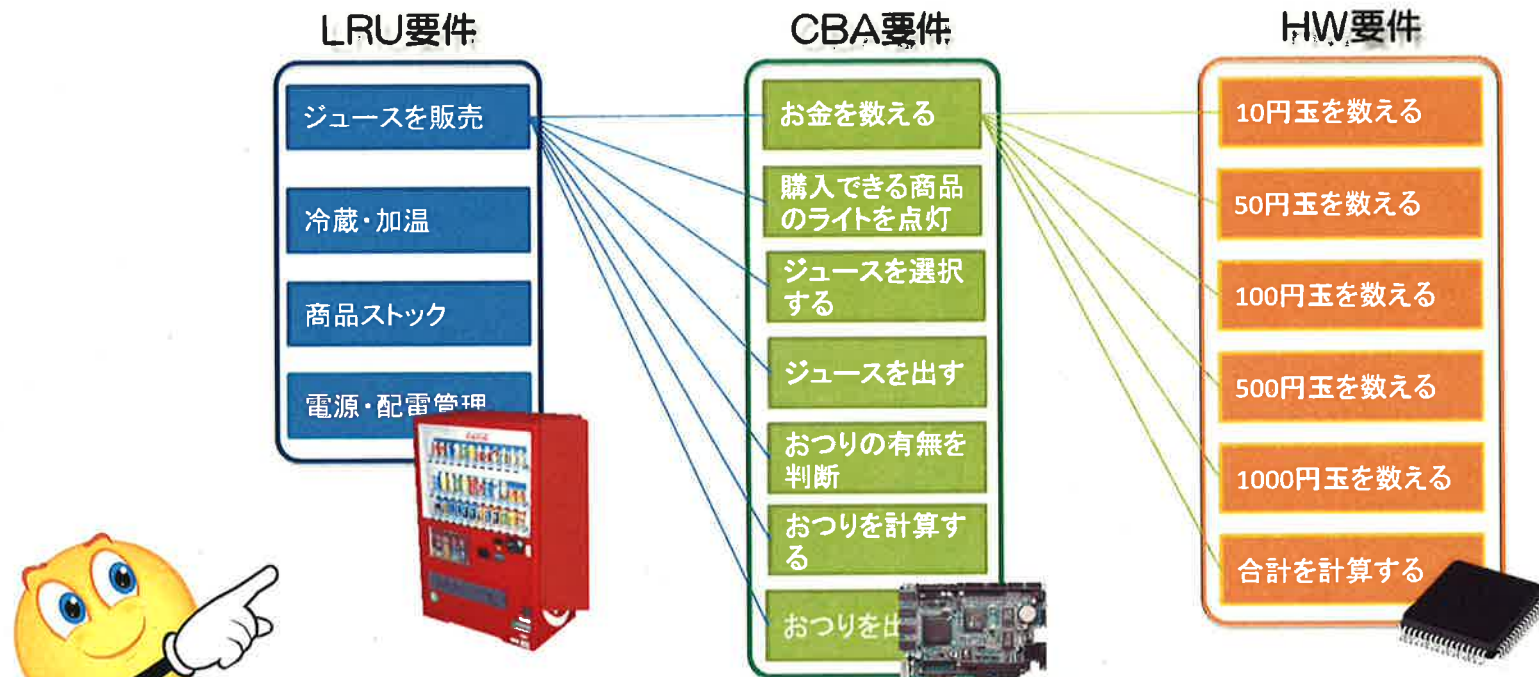 LRU要件
ジュースを販売
冷蔵・加温
商品ストック
電源・配電管理
CBA要件
お金を数える
購入できる商品
のライトを点灯
ジュースを選択
する
ジュースを出す
おつりの有無を
判断
おつりを計算す
る
おつりを出
HW要件
10円玉を数える
50円玉を数える
100円玉を数える
500円玉を数える
1000円玉を数える
合計を計算する